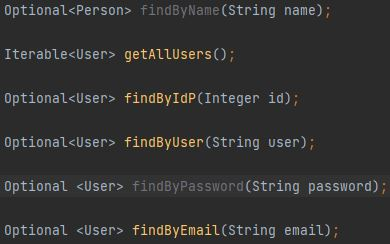 Optional<Person> findByName(String name);
Iterable<User> getAllUsers();
Optional<User> findByIdP(Integer id);
Optional<User> findByUser(String user);
Optional <User> findByPassword(String password);
Optional <User> findByEmail(String email);